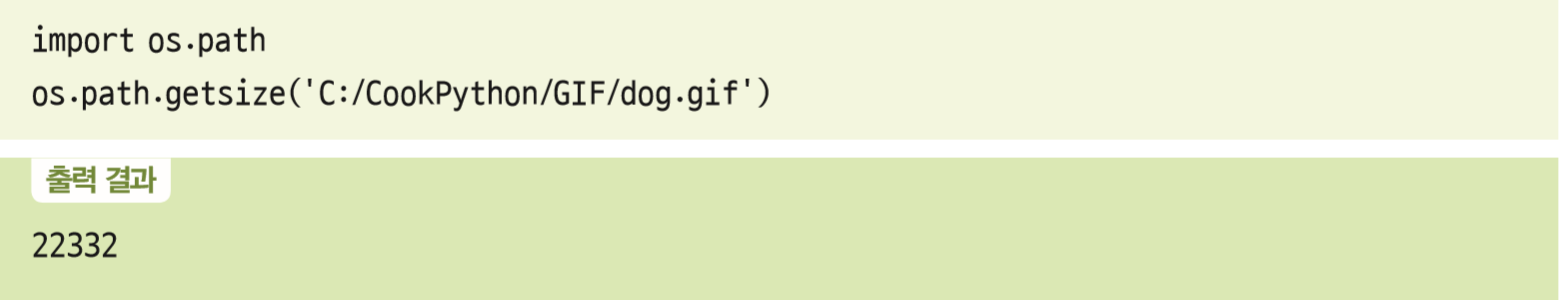 import os.path
os.path.getsize('C:/CookPython/GIF/dog.gif')
출력 결과
22332